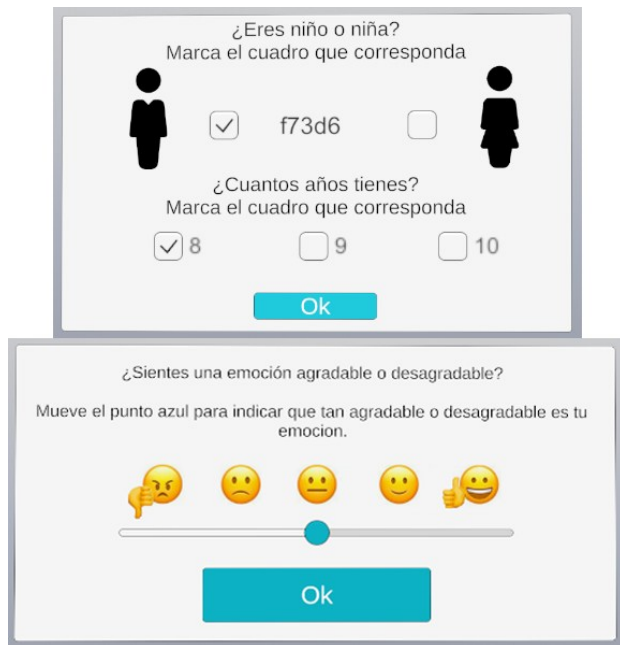 ¿Eres niño o niña?
Marca el cuadro que corresponda
f73d6
¿Cuantos años tienes?
Marca el cuadro que corresponda
8 9 10
Ok
¿Sientes una emoción agradable o desagradable?
Mueve el punto azul para indicar que tan agradable o desagradable es tu
emocion.
Ok